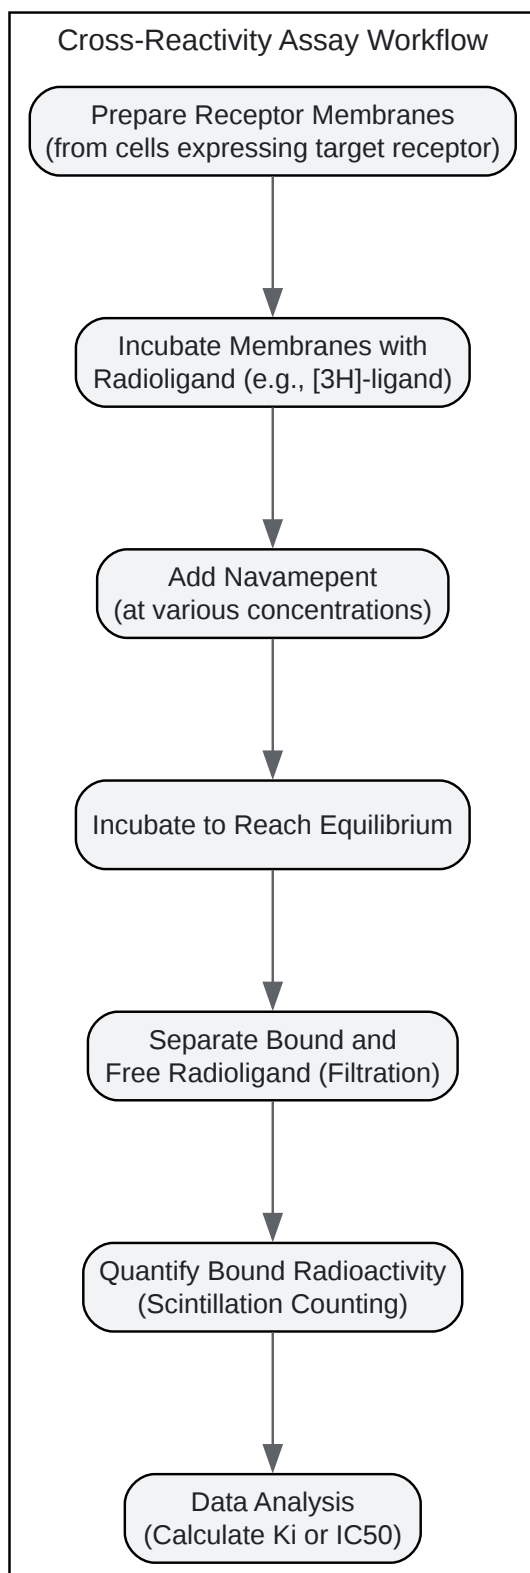 Cross-Reactivity Assay Workflow
Prepare Receptor Membranes
(from cells expressing target receptor)
Incubate Membranes with
Radioligand (e.g., [3H]-ligand)
Add Navamepent
(at various concentrations)
Incubate to Reach Equilibrium
Separate Bound and
Free Radioligand (Filtration)
Quantify Bound Radioactivity
(Scintillation Counting)
Data Analysis
(Calculate Ki or IC50)